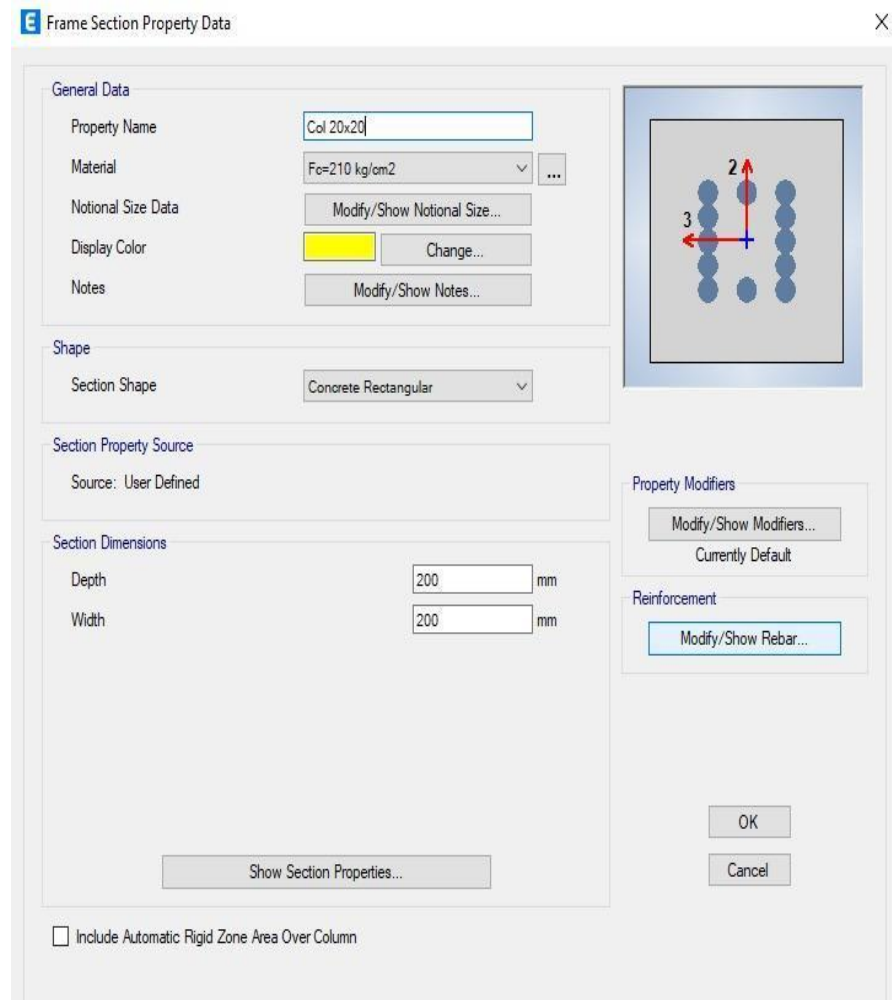 Frame Section Property Data
X
General Data
Property Name
Col 20x20
Material
Fc=210 kg/cm2
...
Notional Size Data
Modify/Show Notional Size...
Display Color
Change...
Notes
Modify/Show Notes...
2
3
Shape
Section Shape
Concrete Rectangular
Section Property Source
Source: User Defined
Property Modifiers
Modify/Show Modifiers...
Currently Default
Section Dimensions
Depth
200 mm
Width
200 mm
Reinforcement
Modify/Show Rebar...
OK
Show Section Properties...
Cancel
Include Automatic Rigid Zone Area Over Column